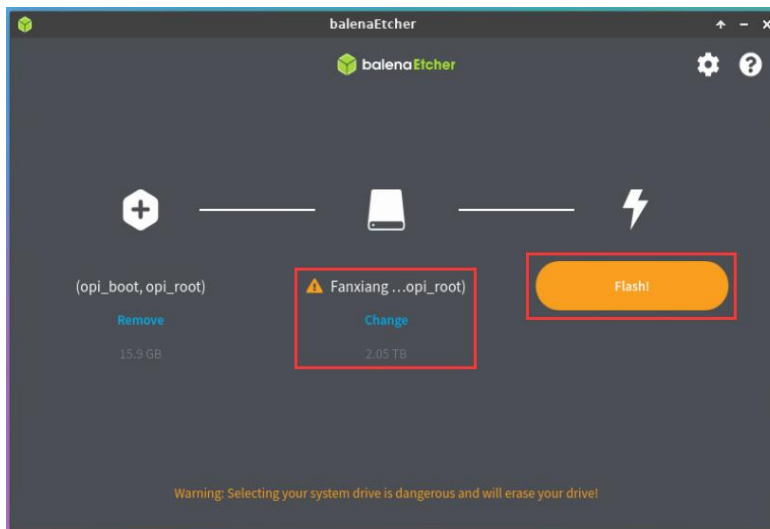 balenaEtcher
balenaEtcher
(opi_boot, opi_root)
Remove
15.9 GB
Fanxiang ...opi_root)
Change
2.05 TB
Flash!
Warning: Selecting your system drive is dangerous and will erase your drive!